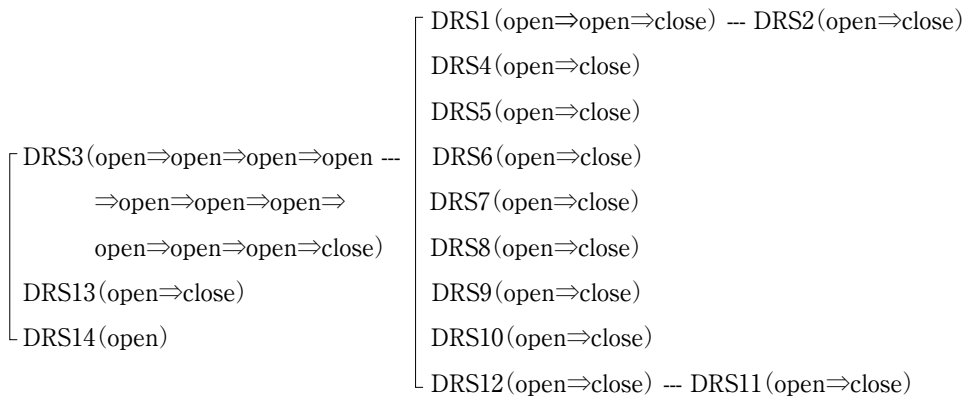 DRS1(open⇒open⇒close) --- DRS2(open⇒close)
DRS4(open⇒close)
DRS5(open⇒close)
DRS3(open⇒open⇒open⇒open --- DRS6(open⇒close)
⇒open⇒open⇒open⇒ DRS7(open⇒close)
open⇒open⇒open⇒close) DRS8(open⇒close)
DRS13(open⇒close) DRS9(open⇒close)
DRS14(open) DRS10(open⇒close)
DRS12(open⇒close) --- DRS11(open⇒close)